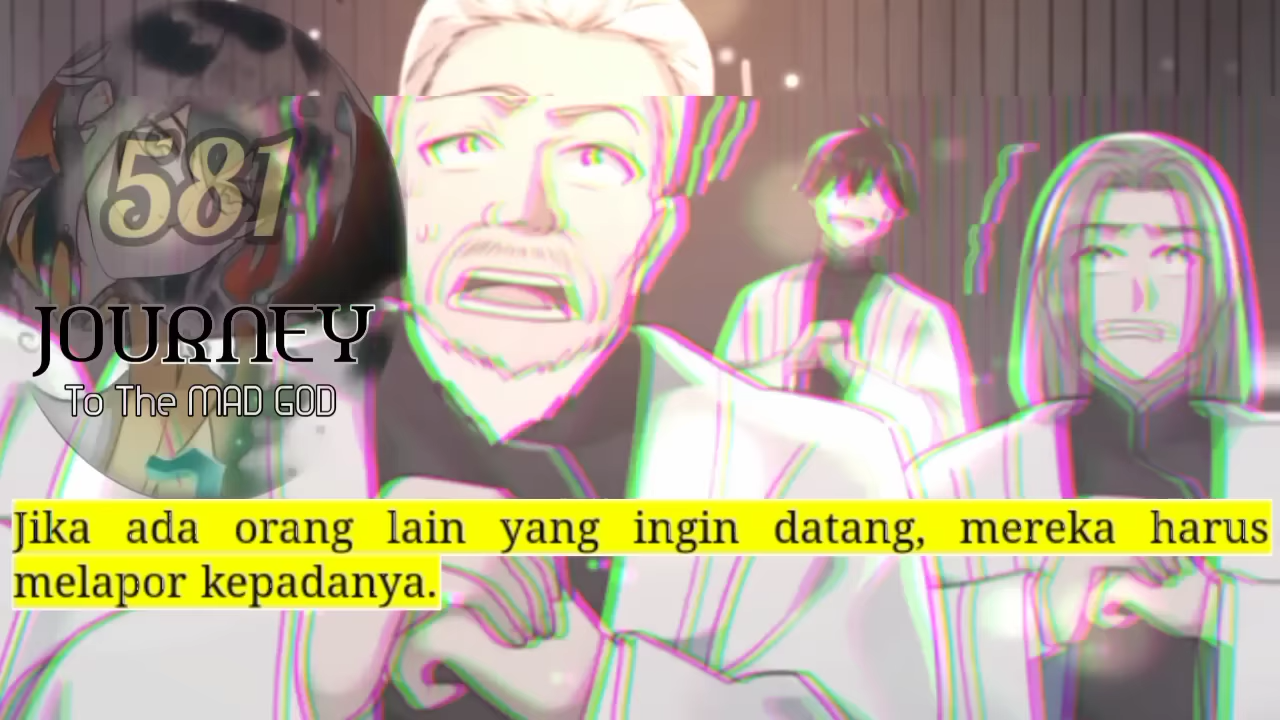 581
JOURNEY
To The MAD GOD
Jika ada orang lain yang ingin datang, mereka harus
melapor kepadanya.